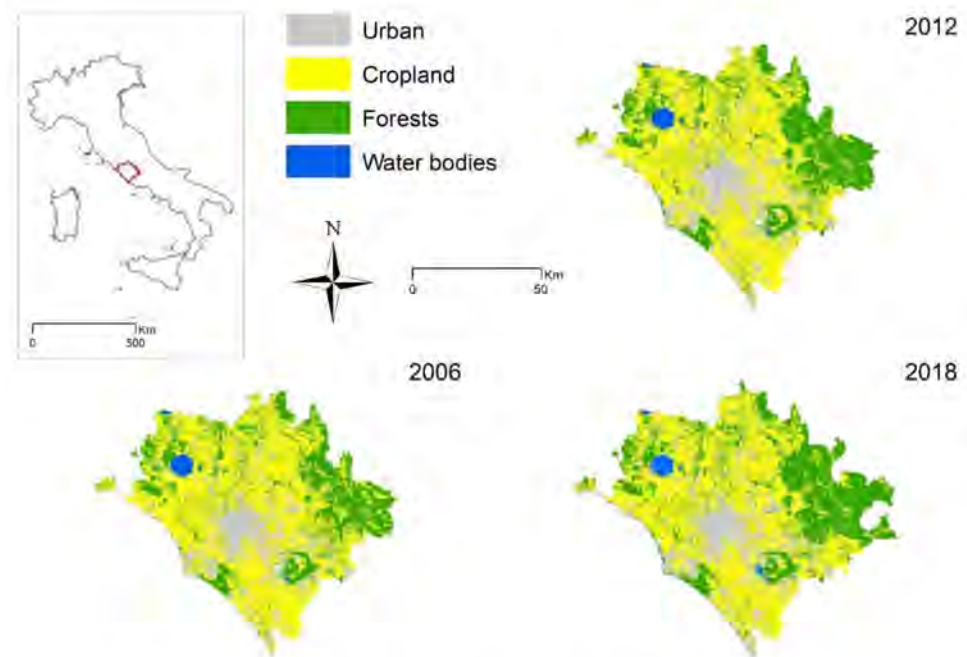 Urban
Cropland
Forests
Water bodies
2012
N
Km
0 50
Km
0 500
2006
2018